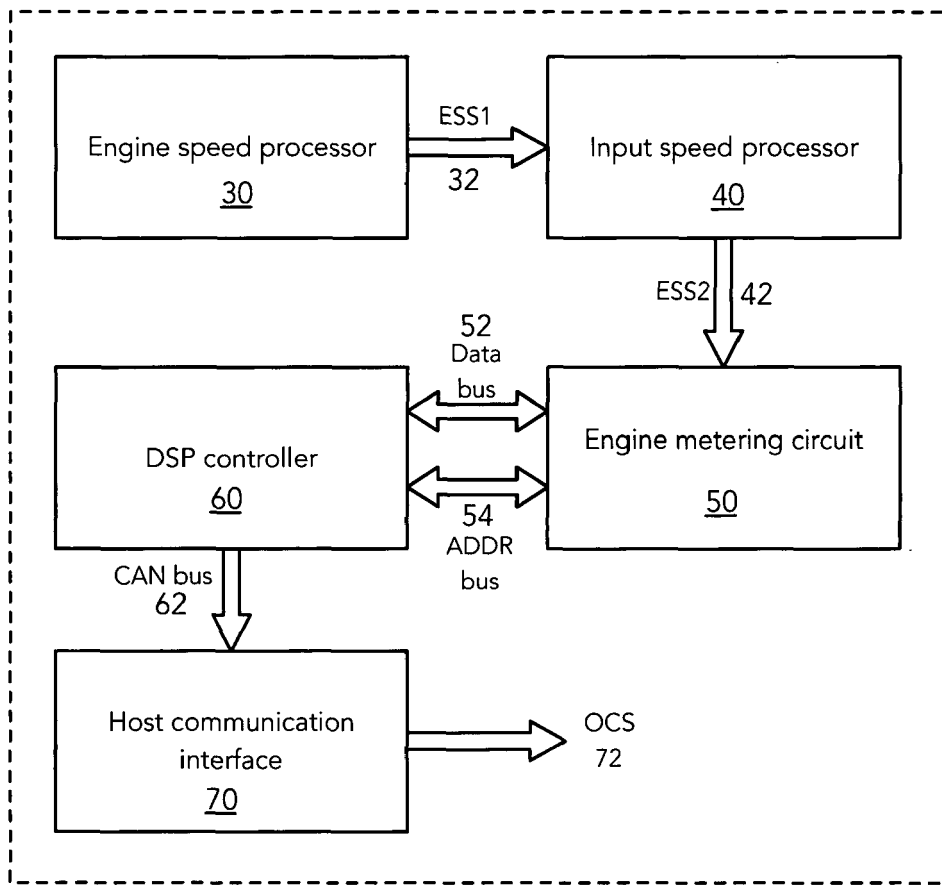 Engine speed processor
30
ESS1
32
Input speed processor
40
ESS2 42
52
Data
bus
DSP controller
60
54
ADDR
bus
Engine metering circuit
50
CAN bus
62
Host communication
interface
70
OCS
72